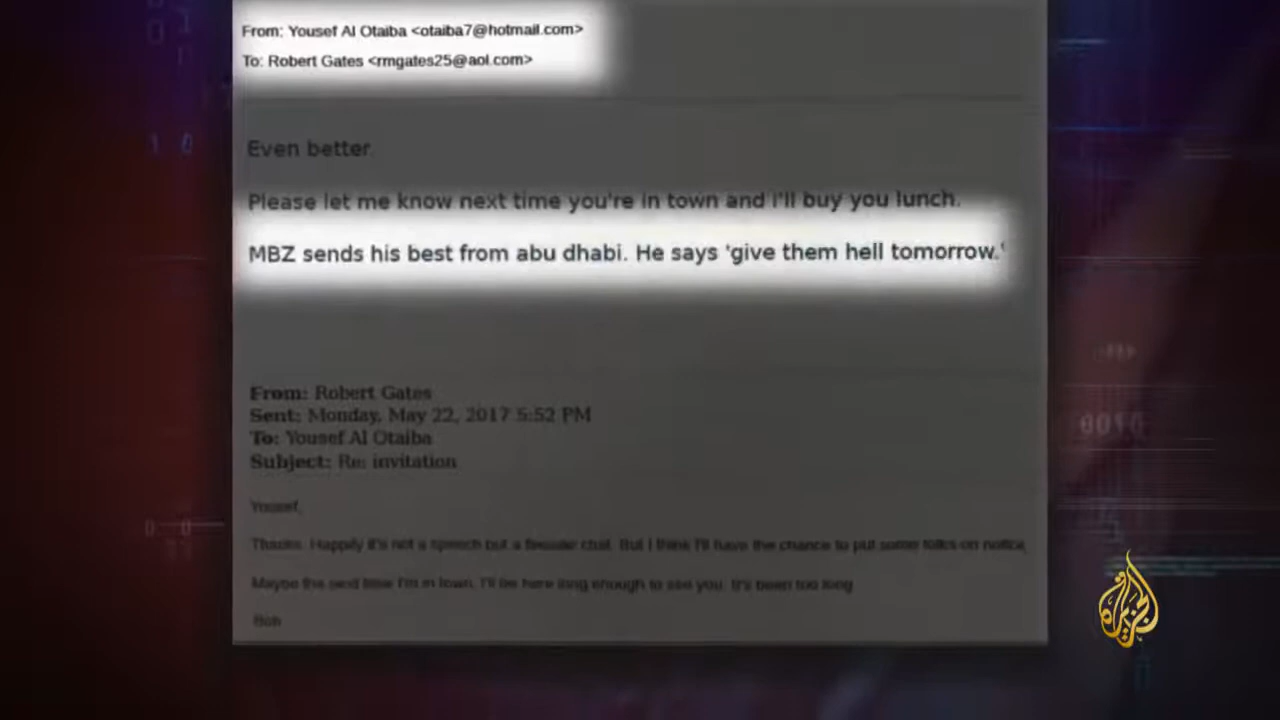 From: Yousef Al Otaiba <otaiba7@hotmail.com>
To: Robert Gates <rmgates25@aol.com>
Even better.
Please let me know next time you're in town and I'll buy you lunch.
MBZ sends his best from abu dhabi. He says 'give them hell tomorrow.'
From: Robert Gates
Sent: Monday, May 22, 2017 5:52 PM
To: Yousef Al Otaiba
Subject: Re: invitation
Yousef,
Thanks. Happily it's not a speech but a fireside chat. But I think I'll have the chance to put some folks on notice.
Maybe the next time I'm in town, I'll be here long enough to see you. It's been too long
Bob
الجزيرة